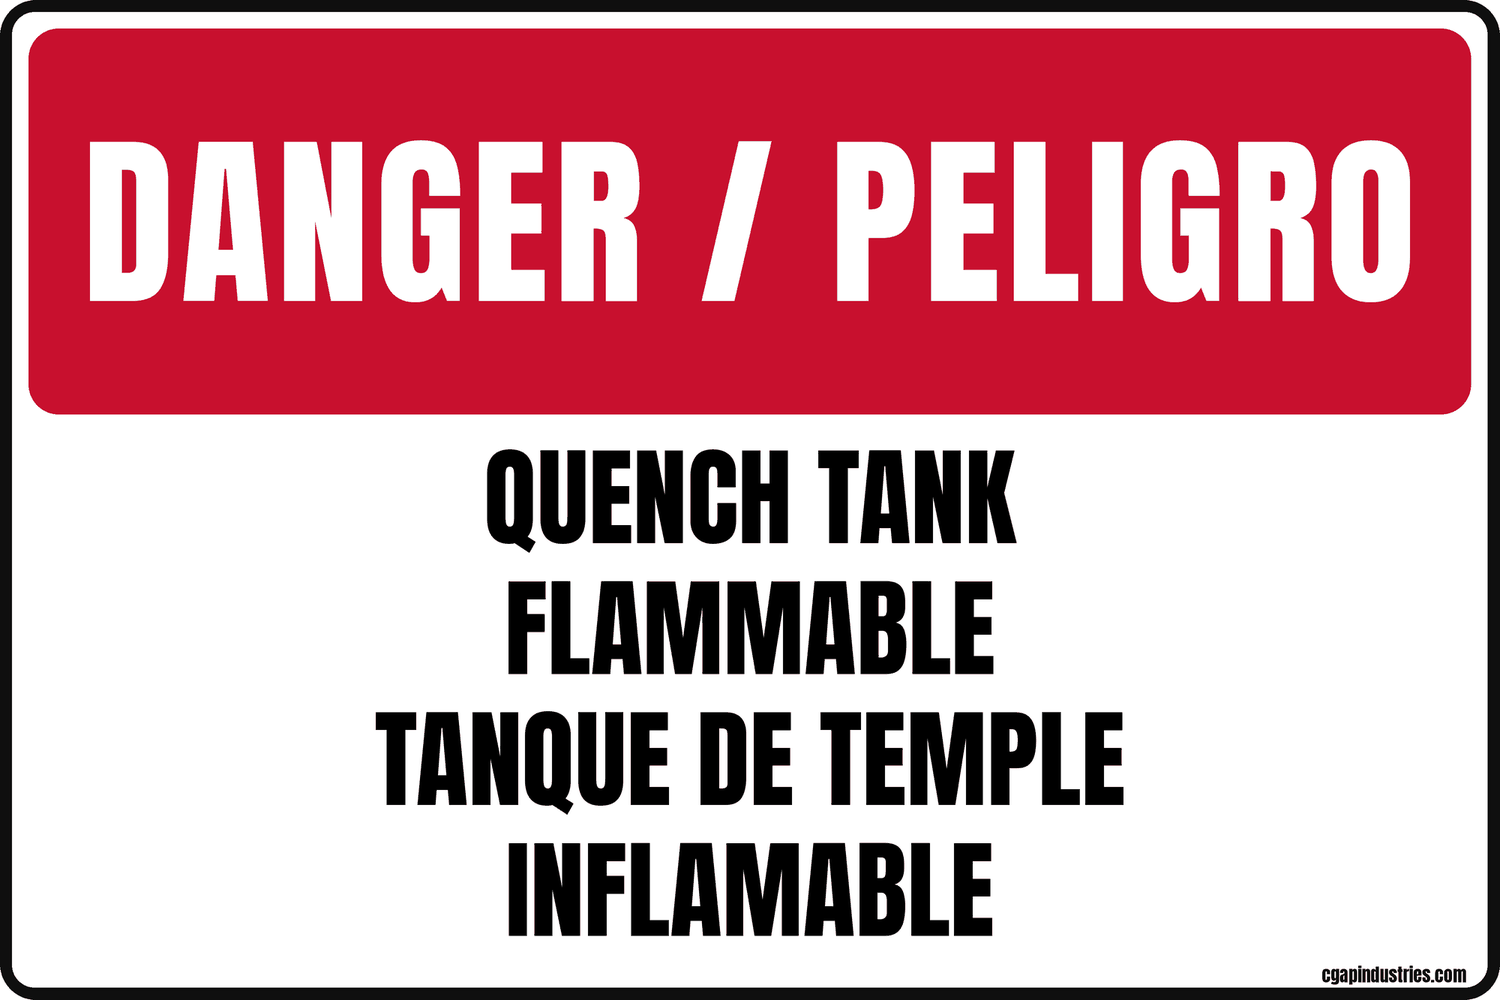 DANGER / PELIGRO
QUENCH TANK
FLAMMABLE
TANQUE DE TEMPLE
INFLAMABLE
cgapindustries.com